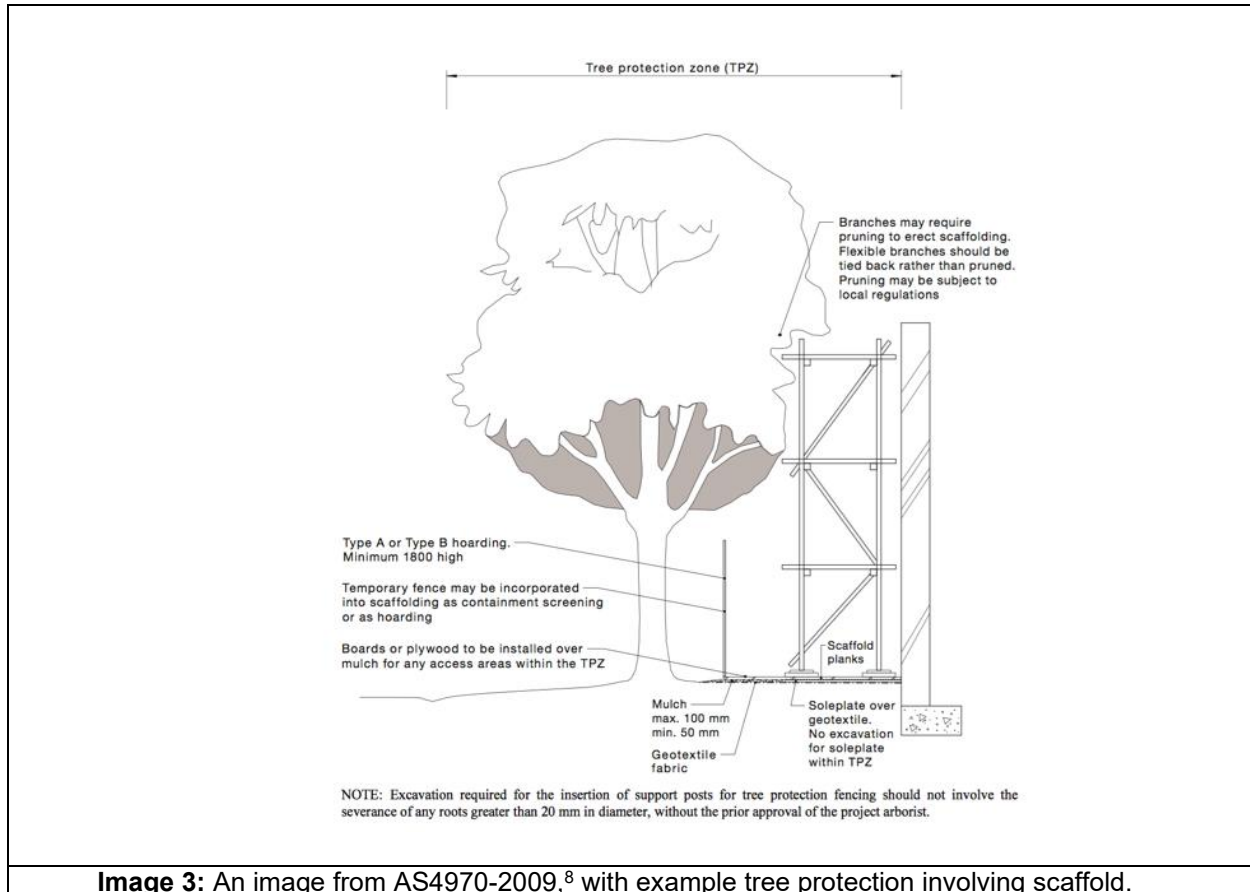 Tree protection zone (TPZ)
Branches may require
pruning to erect scaffolding.
Flexible branches should be
tied back rather than pruned.
Pruning may be subject to
local regulations
Type A or Type B hoarding.
Minimum 1800 high
Temporary fence may be incorporated
into scaffolding as containment screening
or as hoarding
Boards or plywood to be installed over
mulch for any access areas within the TPZ
Scaffold
planks
Mulch
max. 100 mm
min. 50 mm
Geotextile
fabric
Soleplate over
geotextile.
No excavation
for soleplate
within TPZ
NOTE: Excavation required for the insertion of support posts for tree protection fencing should not involve the
severance of any roots greater than 20 mm in diameter, without the prior approval of the project arborist.
Image 3: An image from AS4970-2009,⁸ with example tree protection involving scaffold.